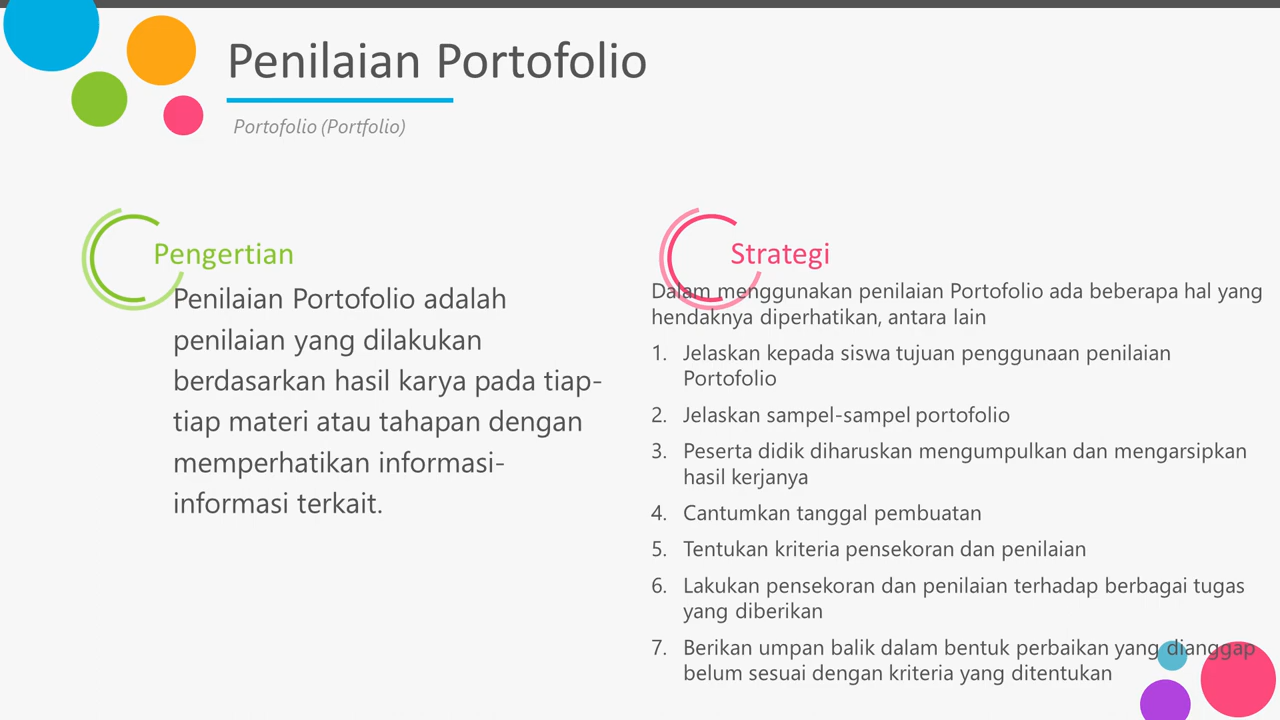 Penilaian Portofolio
Portofolio (Portfolio)
Pengertian
Penilaian Portofolio adalah
penilaian yang dilakukan
berdasarkan hasil karya pada tiap-
tiap materi atau tahapan dengan
memperhatikan informasi-
informasi terkait.
Strategi
Dalam menggunakan penilaian Portofolio ada beberapa hal yang
hendaknya diperhatikan, antara lain
1. Jelaskan kepada siswa tujuan penggunaan penilaian
Portofolio
2. Jelaskan sampel-sampel portofolio
3. Peserta didik diharuskan mengumpulkan dan mengarsipkan
hasil kerjanya
4. Cantumkan tanggal pembuatan
5. Tentukan kriteria pensekoran dan penilaian
6. Lakukan pensekoran dan penilaian terhadap berbagai tugas
yang diberikan
7. Berikan umpan balik dalam bentuk perbaikan yang dianggap
belum sesuai dengan kriteria yang ditentukan